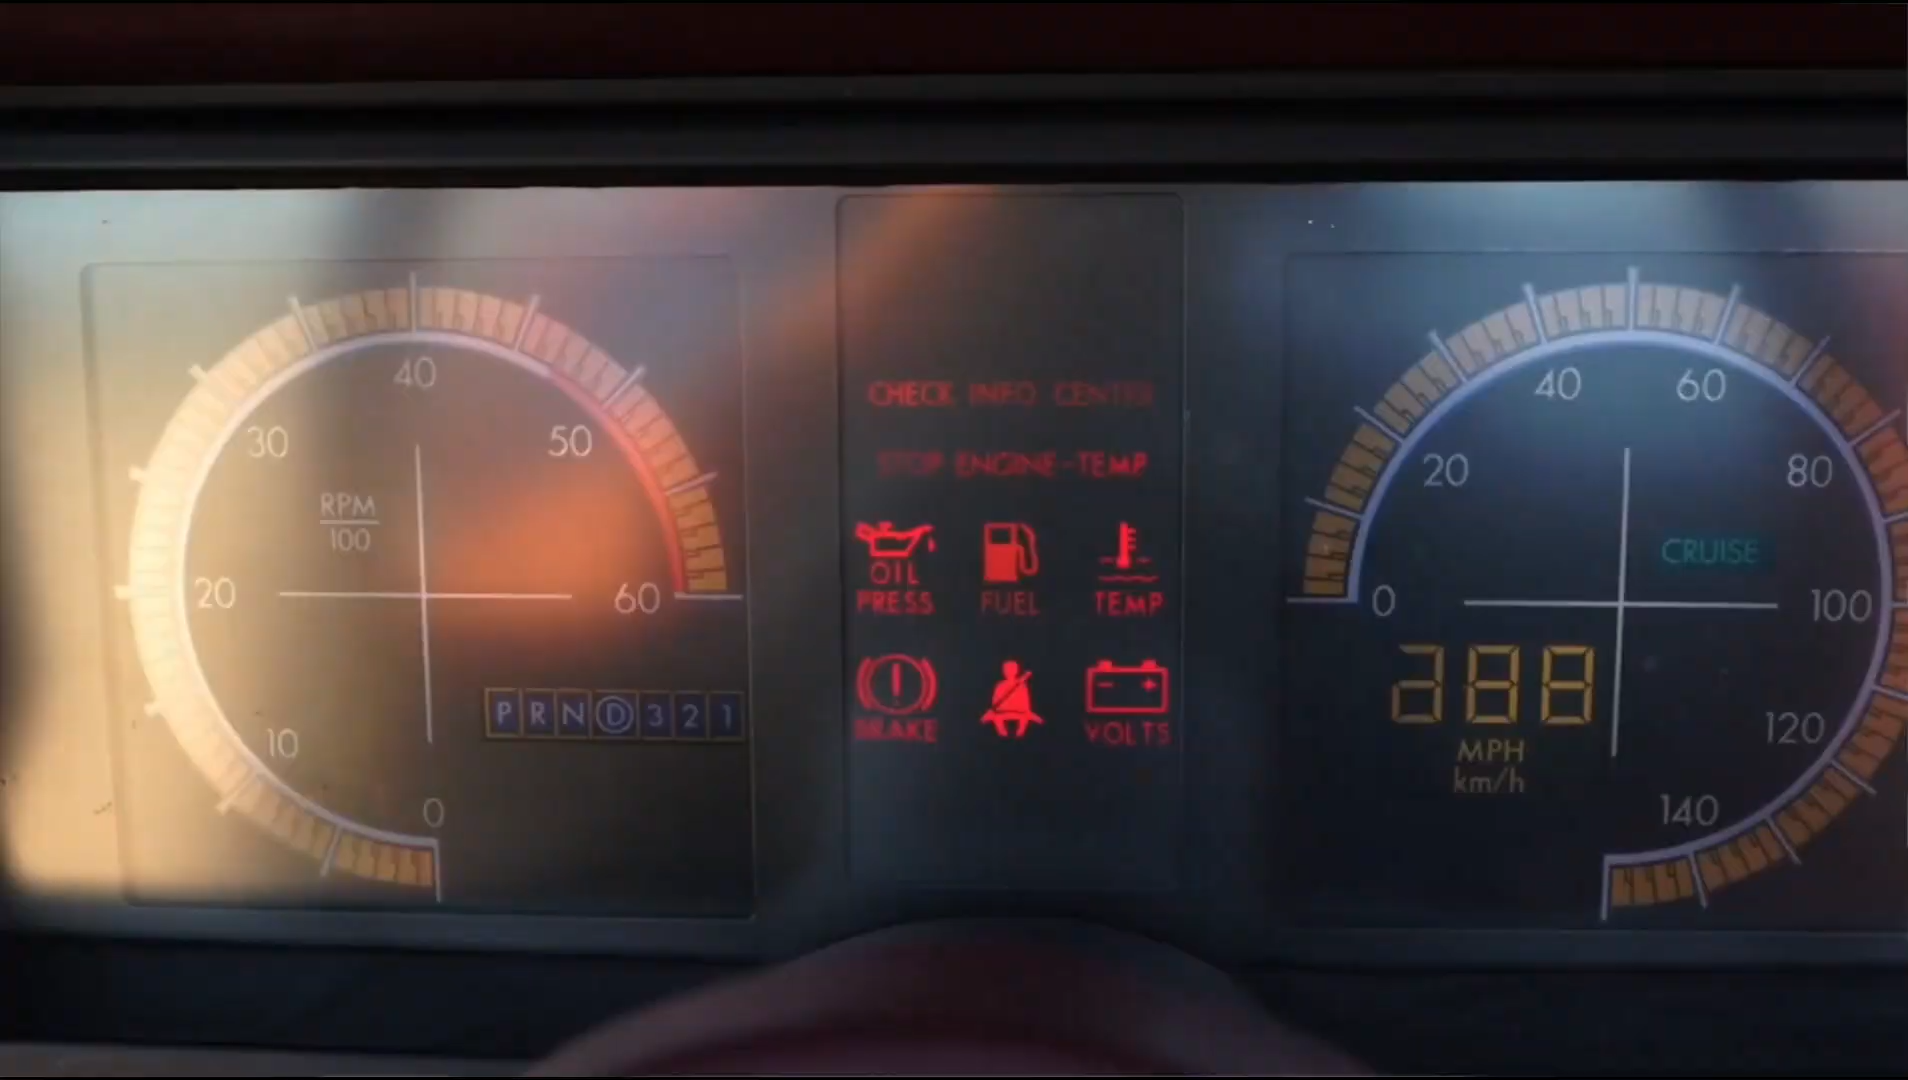 40
30
50
RPM
100
20
60
10
0
P R N D 3 2 1
CHECK INFO CENTER
STOP ENGINE-TEMP
OIL
PRESS
FUEL
TEMP
BRAKE
VOLTS
40 60
20 80
CRUISE
0 100
288
MPH
km/h
120
140